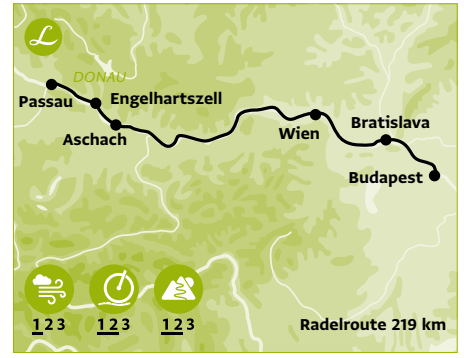 L
DONAU
Passau
Engelhartszell
Aschach
Wien
Bratislava
Budapest
1 2 3
1 2 3
1 2 3
Radelroute 219 km